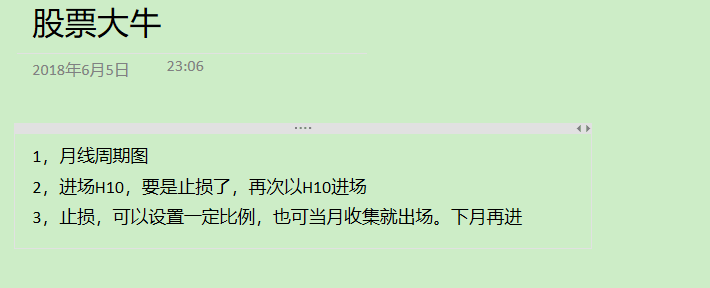 股票大牛
2018年6月5日 23:06
1，月线周期图
2，进场H10，要是止损了，再次以H10进场
3，止损，可以设置一定比例，也可当月收集就出场。下月再进